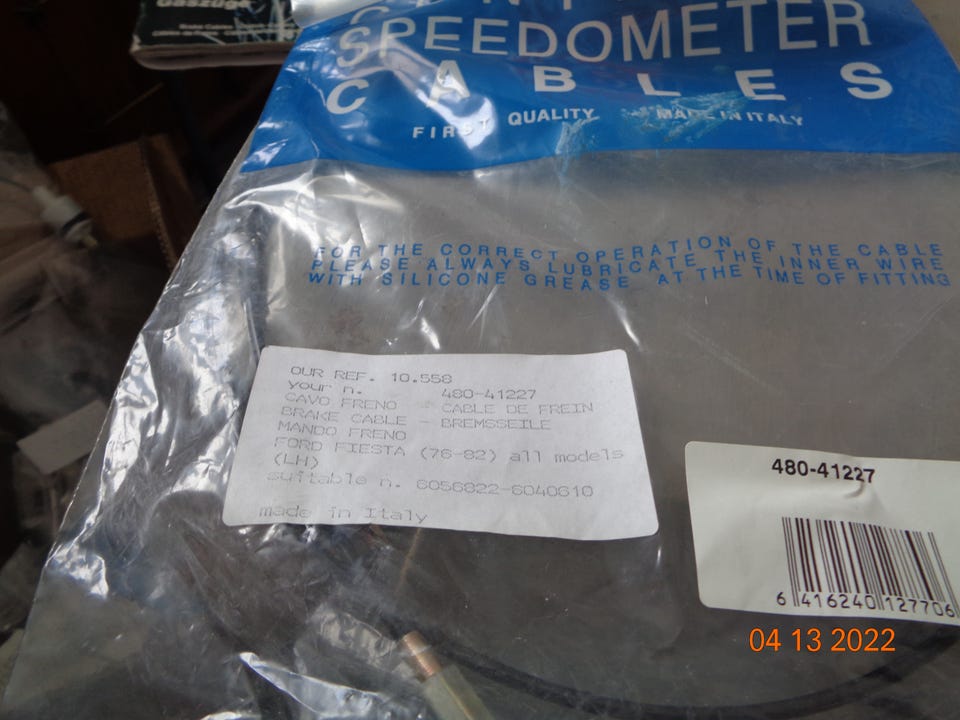 Gaszüge
SPEEDOMETER
CABLES
FIRST QUALITY MADE IN ITALY
FOR THE CORRECT OPERATION OF THE CABLE
PLEASE ALWAYS LUBRICATE THE INNER WIRE
WITH SILICONE GREASE AT THE TIME OF FITTING
OUR REF. 10.558
your n. 480-41227
CAVO FRENO - CABLE DE FREIN
BRAKE CABLE - BREMSSEILE
MANDO FRENO
FORD FIESTA (76-82) all models
(LH)
suitable n. 6056822-6040610
made in Italy
480-41227
6 416240 127706
04 13 2022